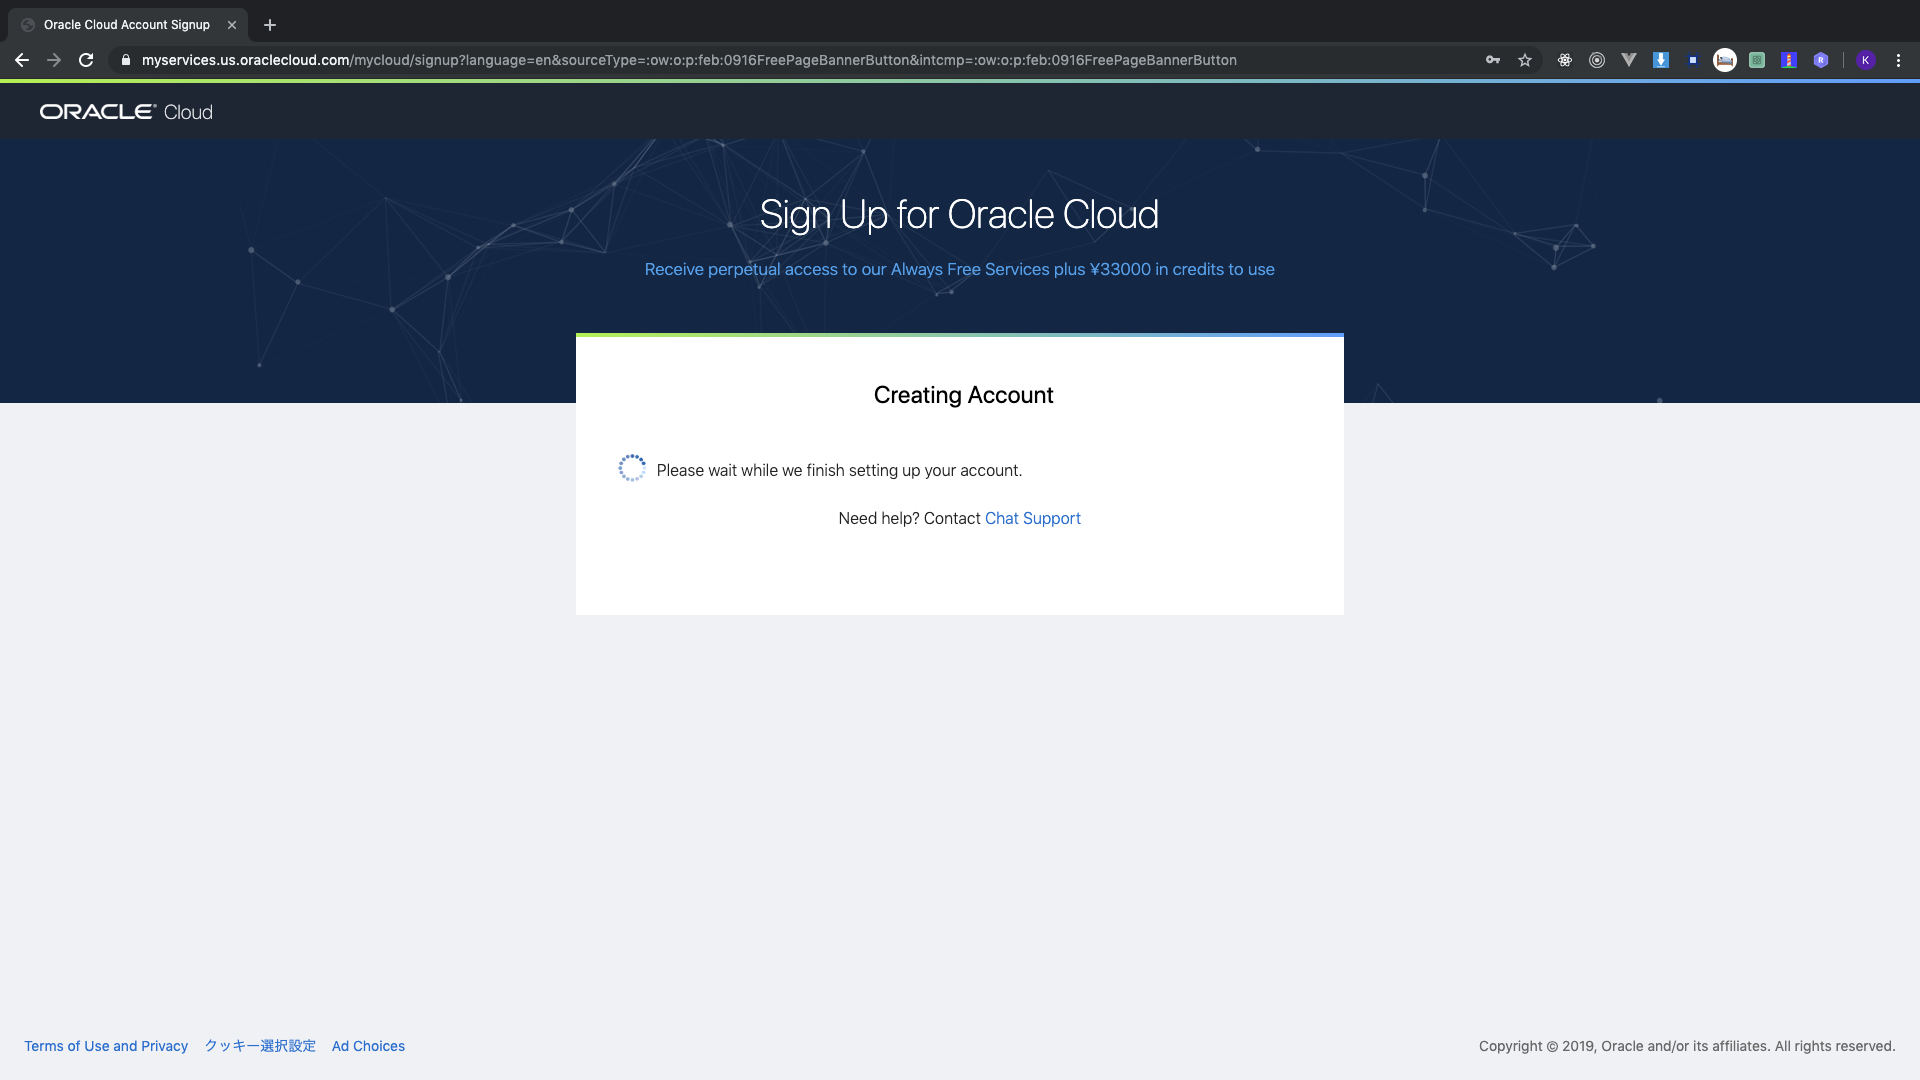 Oracle Cloud Account Signup
myservices.us.oraclecloud.com/mycloud/signup?language=en&sourceType=:ow:o:p:feb:0916FreePageBannerButton&intcmp=:ow:o:p:feb:0916FreePageBannerButton
R
K
ORACLE® Cloud
Sign Up for Oracle Cloud
Receive perpetual access to our Always Free Services plus ¥33000 in credits to use
Creating Account
Please wait while we finish setting up your account.
Need help? Contact Chat Support
Terms of Use and Privacy クッキー選択設定 Ad Choices
Copyright © 2019, Oracle and/or its affiliates. All rights reserved.